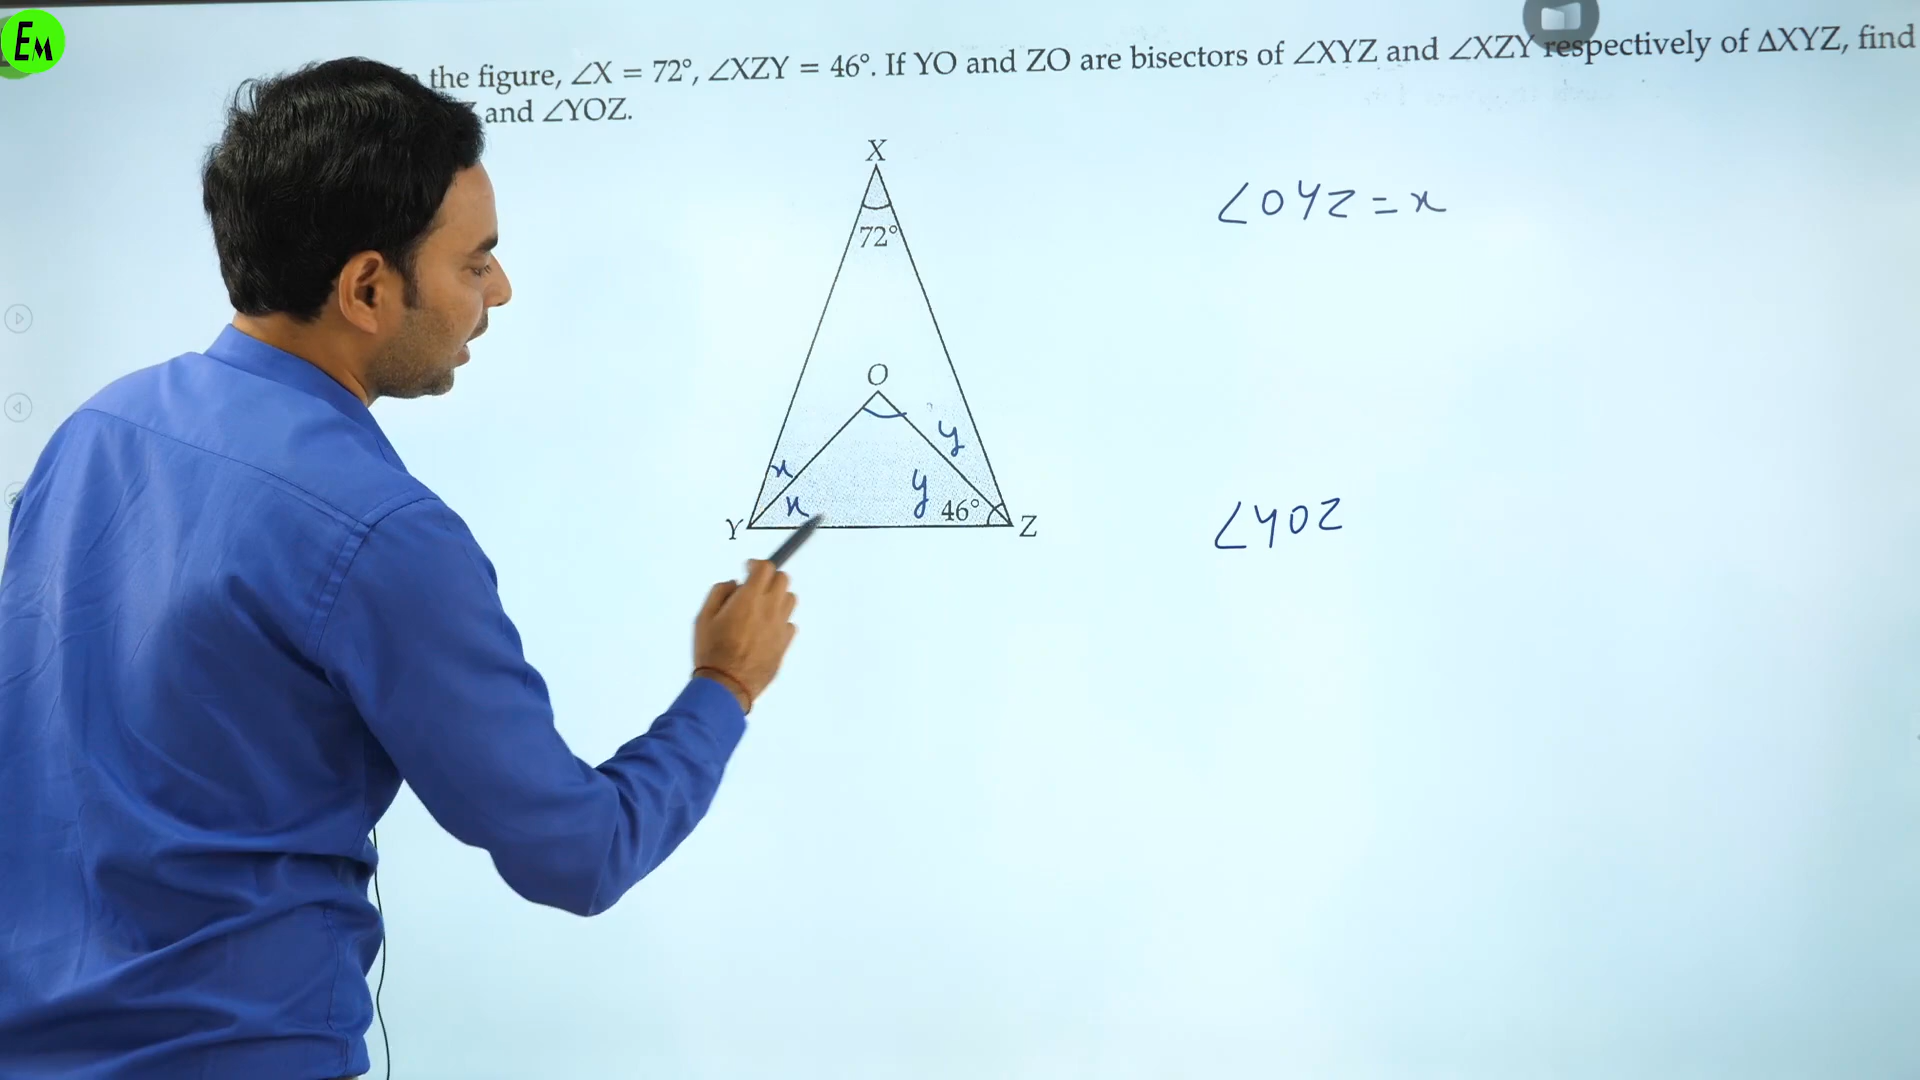 EM
the figure, ∠X = 72°, ∠XZY = 46°. If YO and ZO are bisectors of ∠XYZ and ∠XZY respectively of ΔXYZ, find
and ∠YOZ.
X
72°
∠OYZ = x
O
y
x
y
x
46°
Y
Z
∠YOZ